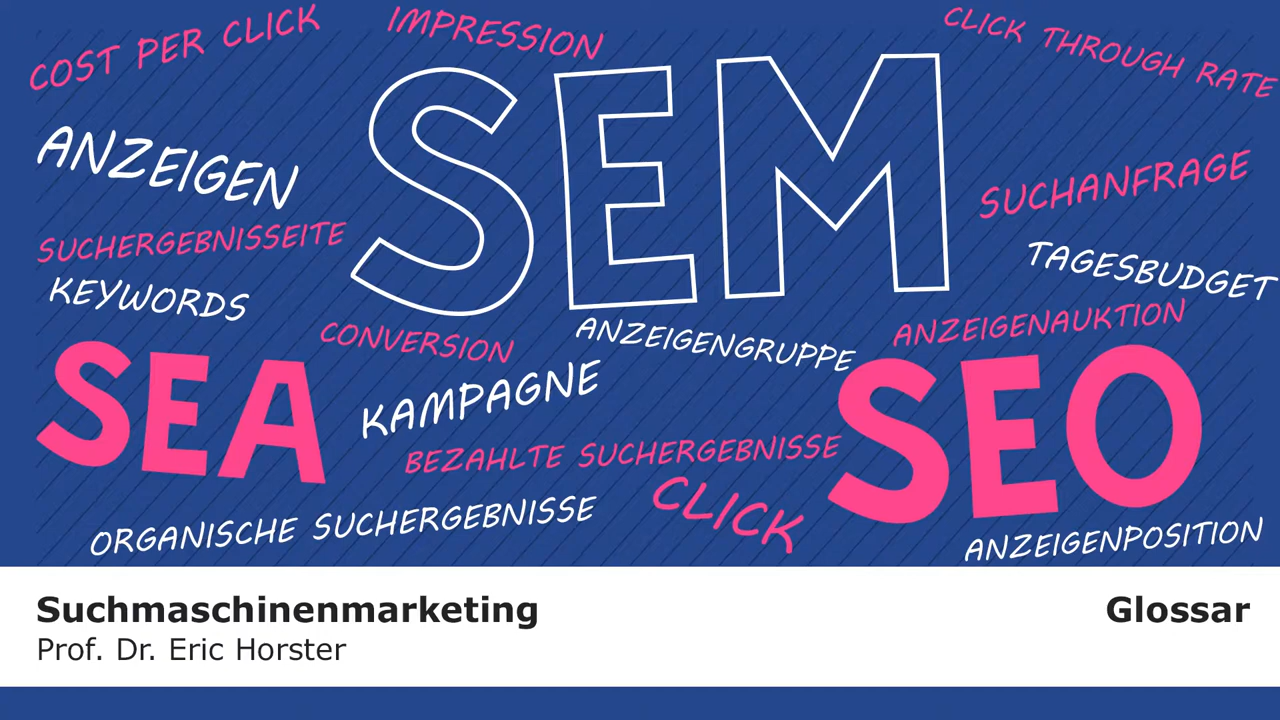 COST PER CLICK
IMPRESSION
CLICK THROUGH RATE
SEM
ANZEIGEN
SUCHANFRAGE
SUCHERGEBNISSEITE
TAGESBUDGET
KEYWORDS
CONVERSION
ANZEIGENGRUPPE
ANZEIGENAUKTION
SEA
KAMPAGNE
SEO
BEZAHLTE SUCHERGEBNISSE
ORGANISCHE SUCHERGEBNISSE
CLICK
ANZEIGENPOSITION
Suchmaschinenmarketing
Glossar
Prof. Dr. Eric Horster